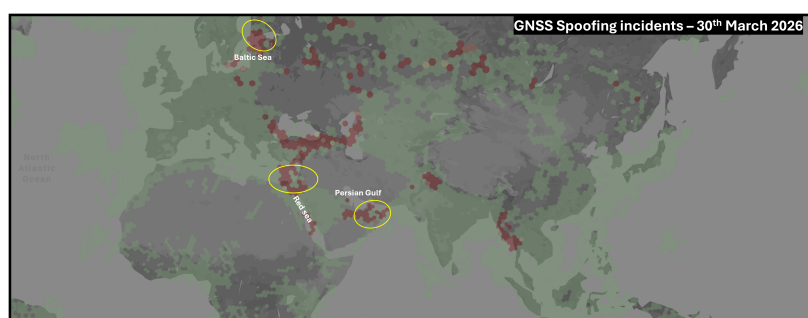 GNSS Spoofing incidents – 30th March 2026
Baltic Sea
North
Atlantic
Ocean
Persian Gulf
Red sea